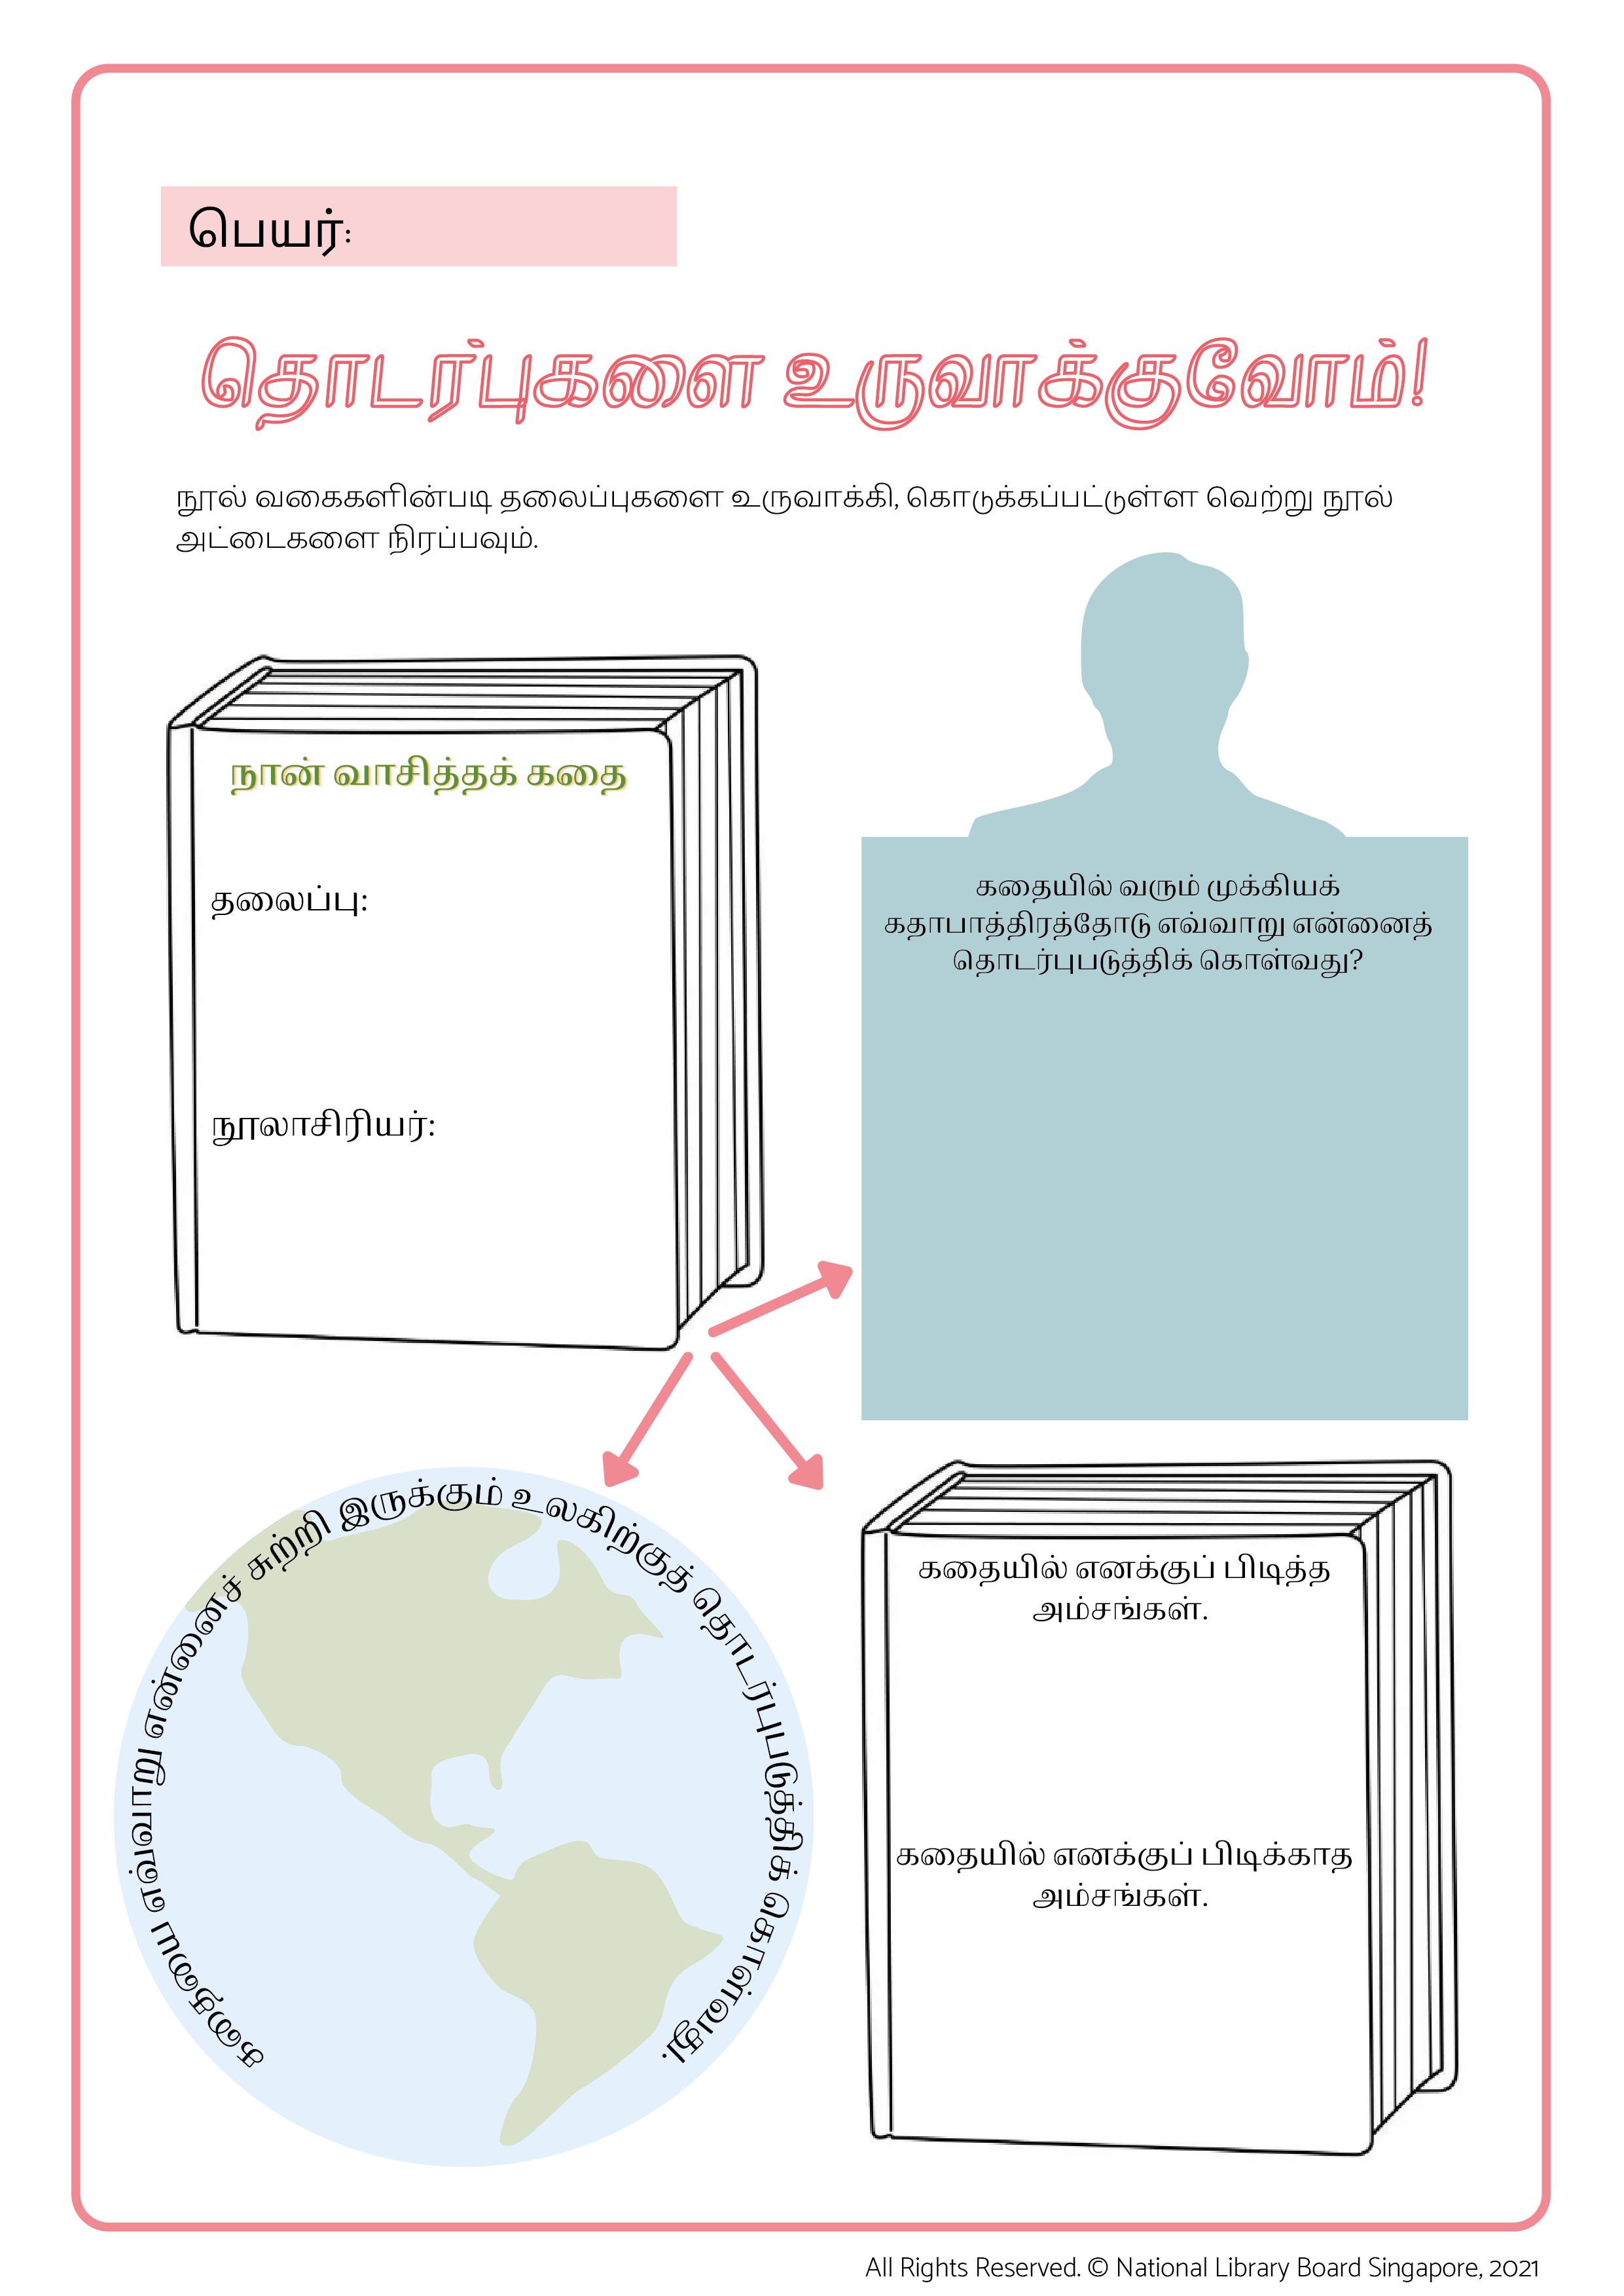 பெயர்:
தொடர்புகளை உருவாக்குவோம்!
நூல் வகைகளின்படி தலைப்புகளை உருவாக்கி, கொடுக்கப்பட்டுள்ள வெற்று நூல்
அட்டைகளை நிரப்பவும்.
நான் வாசித்தக் கதை
தலைப்பு:
நூலாசிரியர்:
கதையில் வரும் முக்கியக்
கதாபாத்திரத்தோடு எவ்வாறு என்னைத்
தொடர்புபடுத்திக் கொள்வது?
கதையை எவ்வாறு என்னைச் சுற்றி இருக்கும் உலகிற்குத் தொடர்புபடுத்திக் கொள்வது.
கதையில் எனக்குப் பிடித்த
அம்சங்கள்.
கதையில் எனக்குப் பிடிக்காத
அம்சங்கள்.
All Rights Reserved. © National Library Board Singapore, 2021